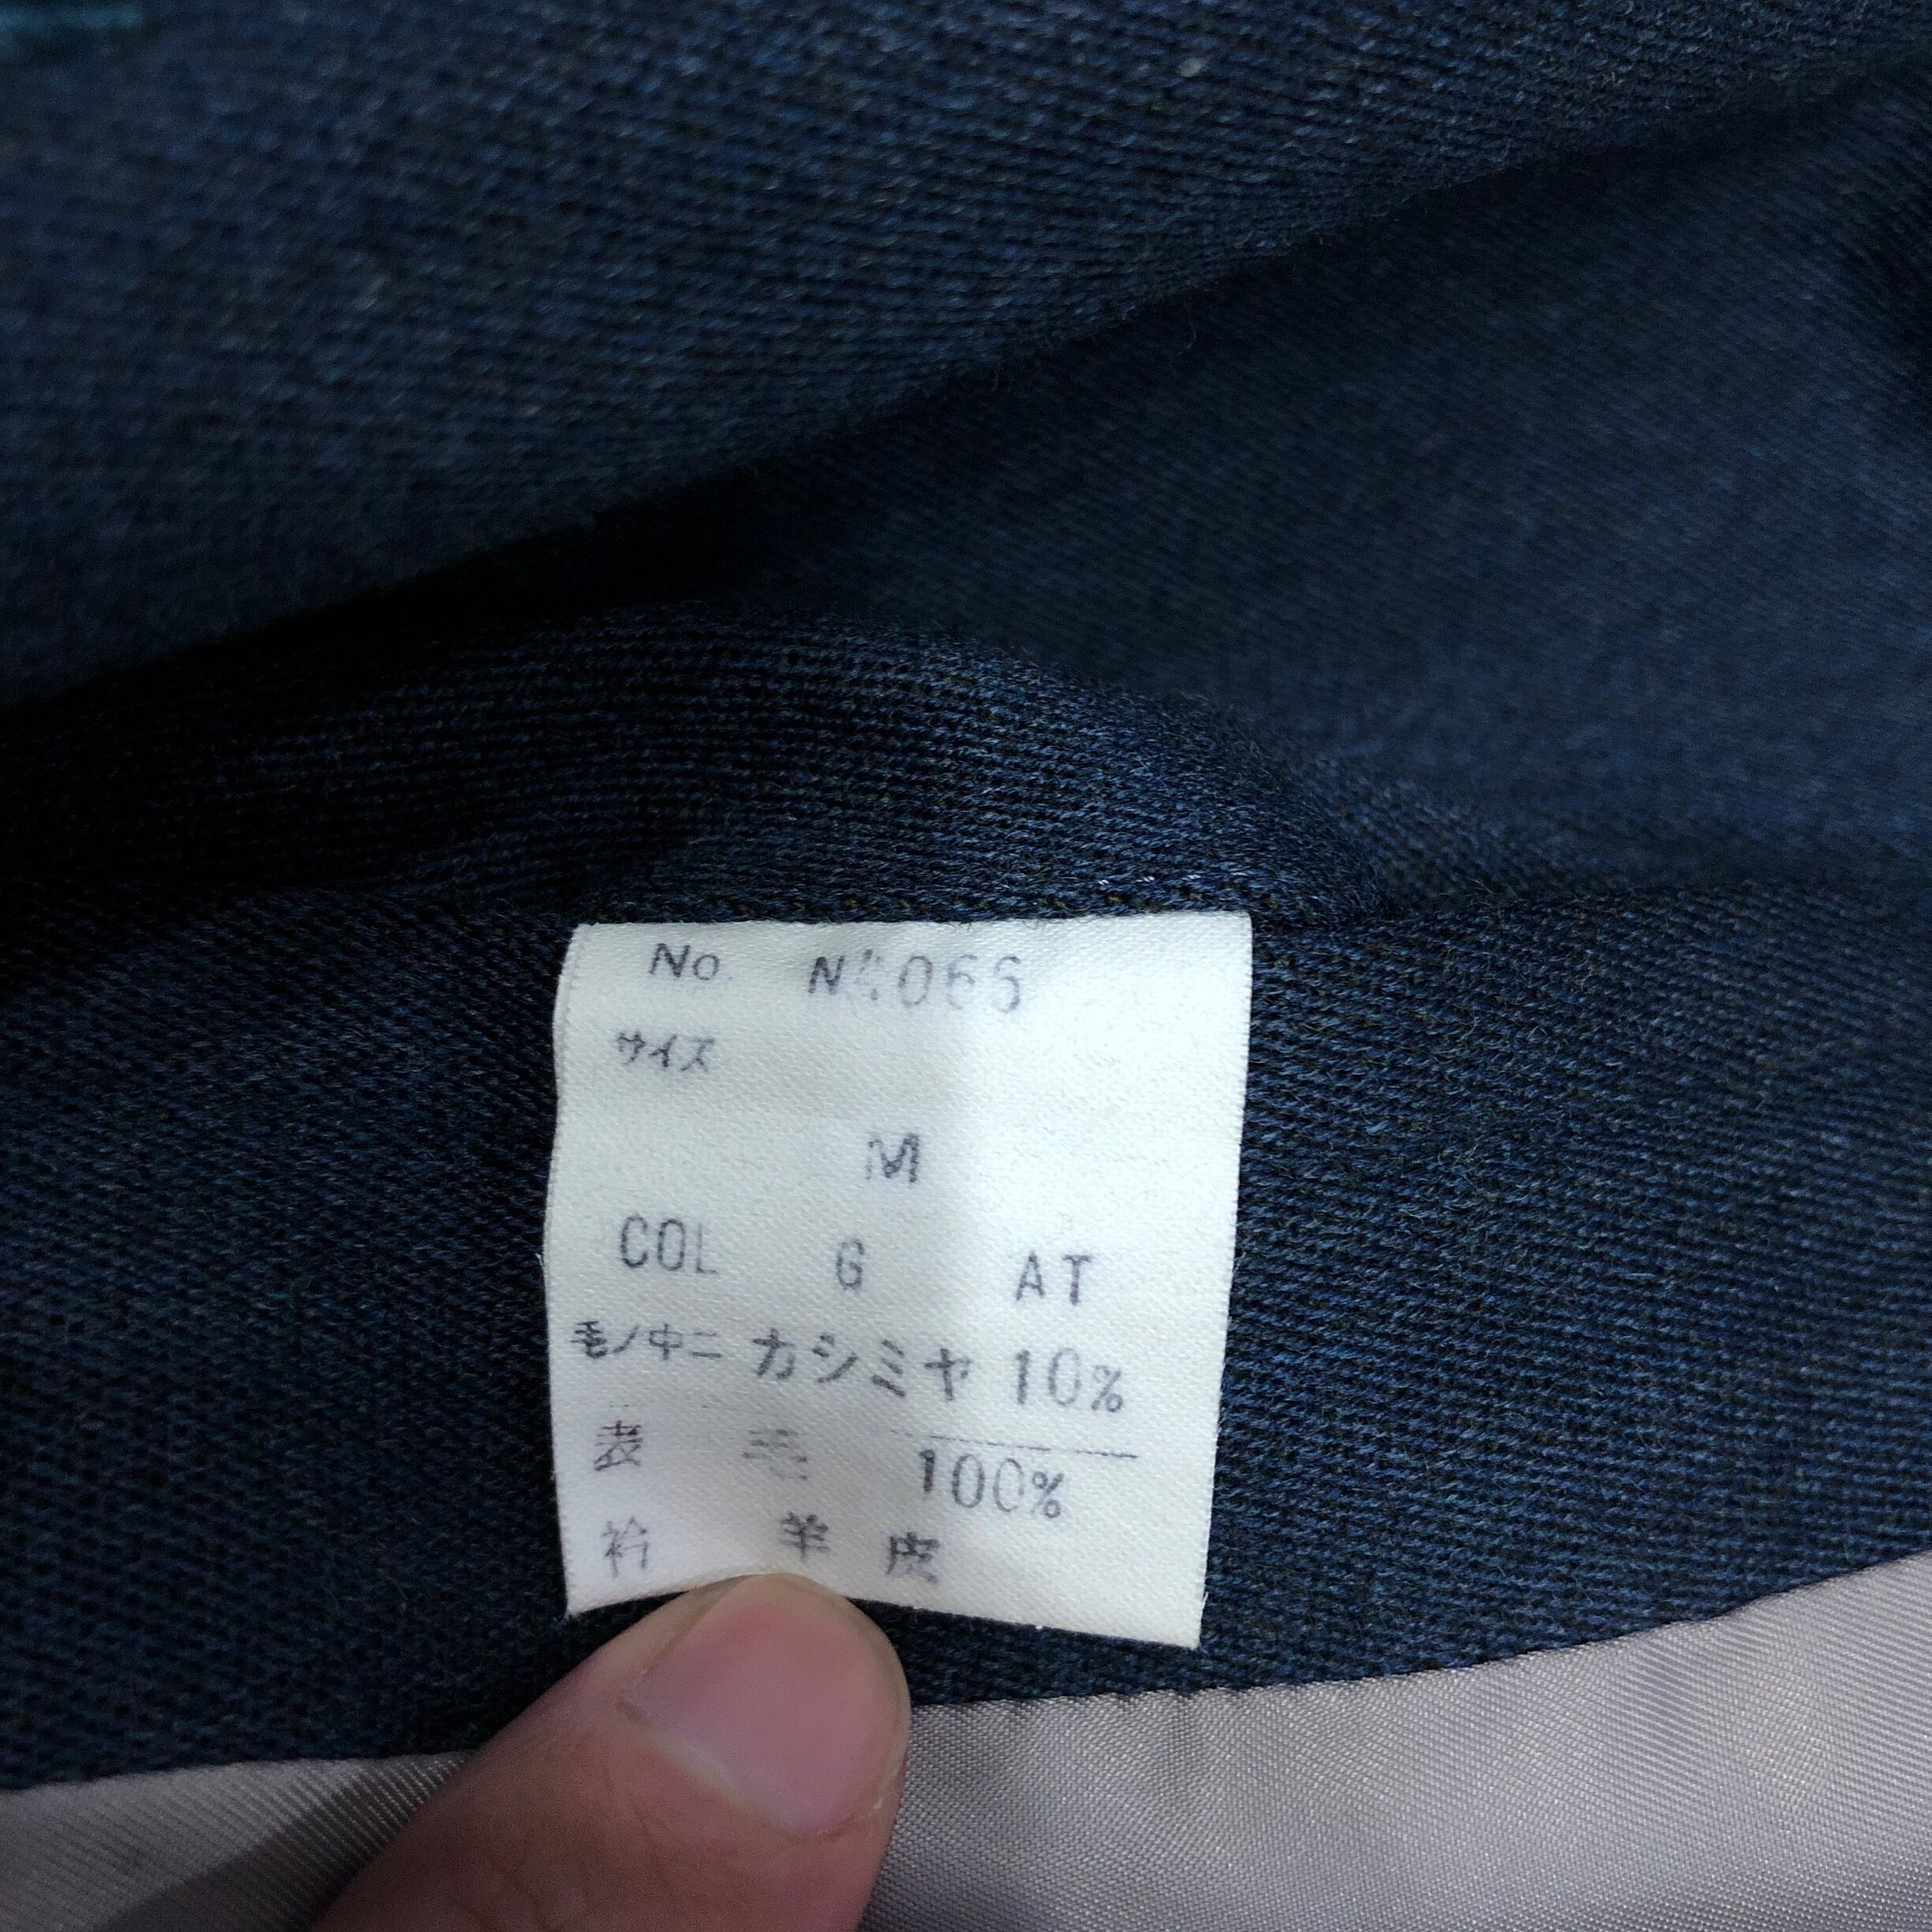 No. N4066
サイズ
M
COL G AT
毛ノ中ニ カシミヤ 10%
表 毛 100%
衿 羊皮